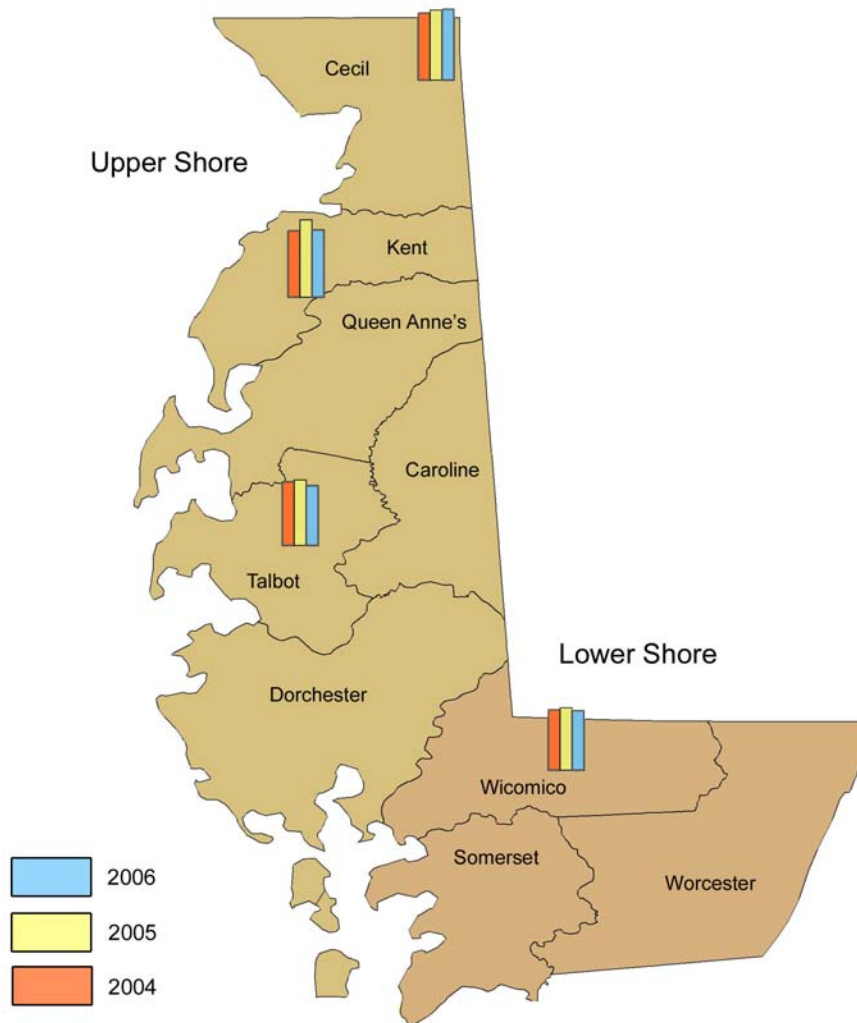 Cecil
Upper Shore
Kent
Queen Anne's
Caroline
Talbot
Lower Shore
Dorchester
Wicomico
Somerset
Worcester
2006
2005
2004